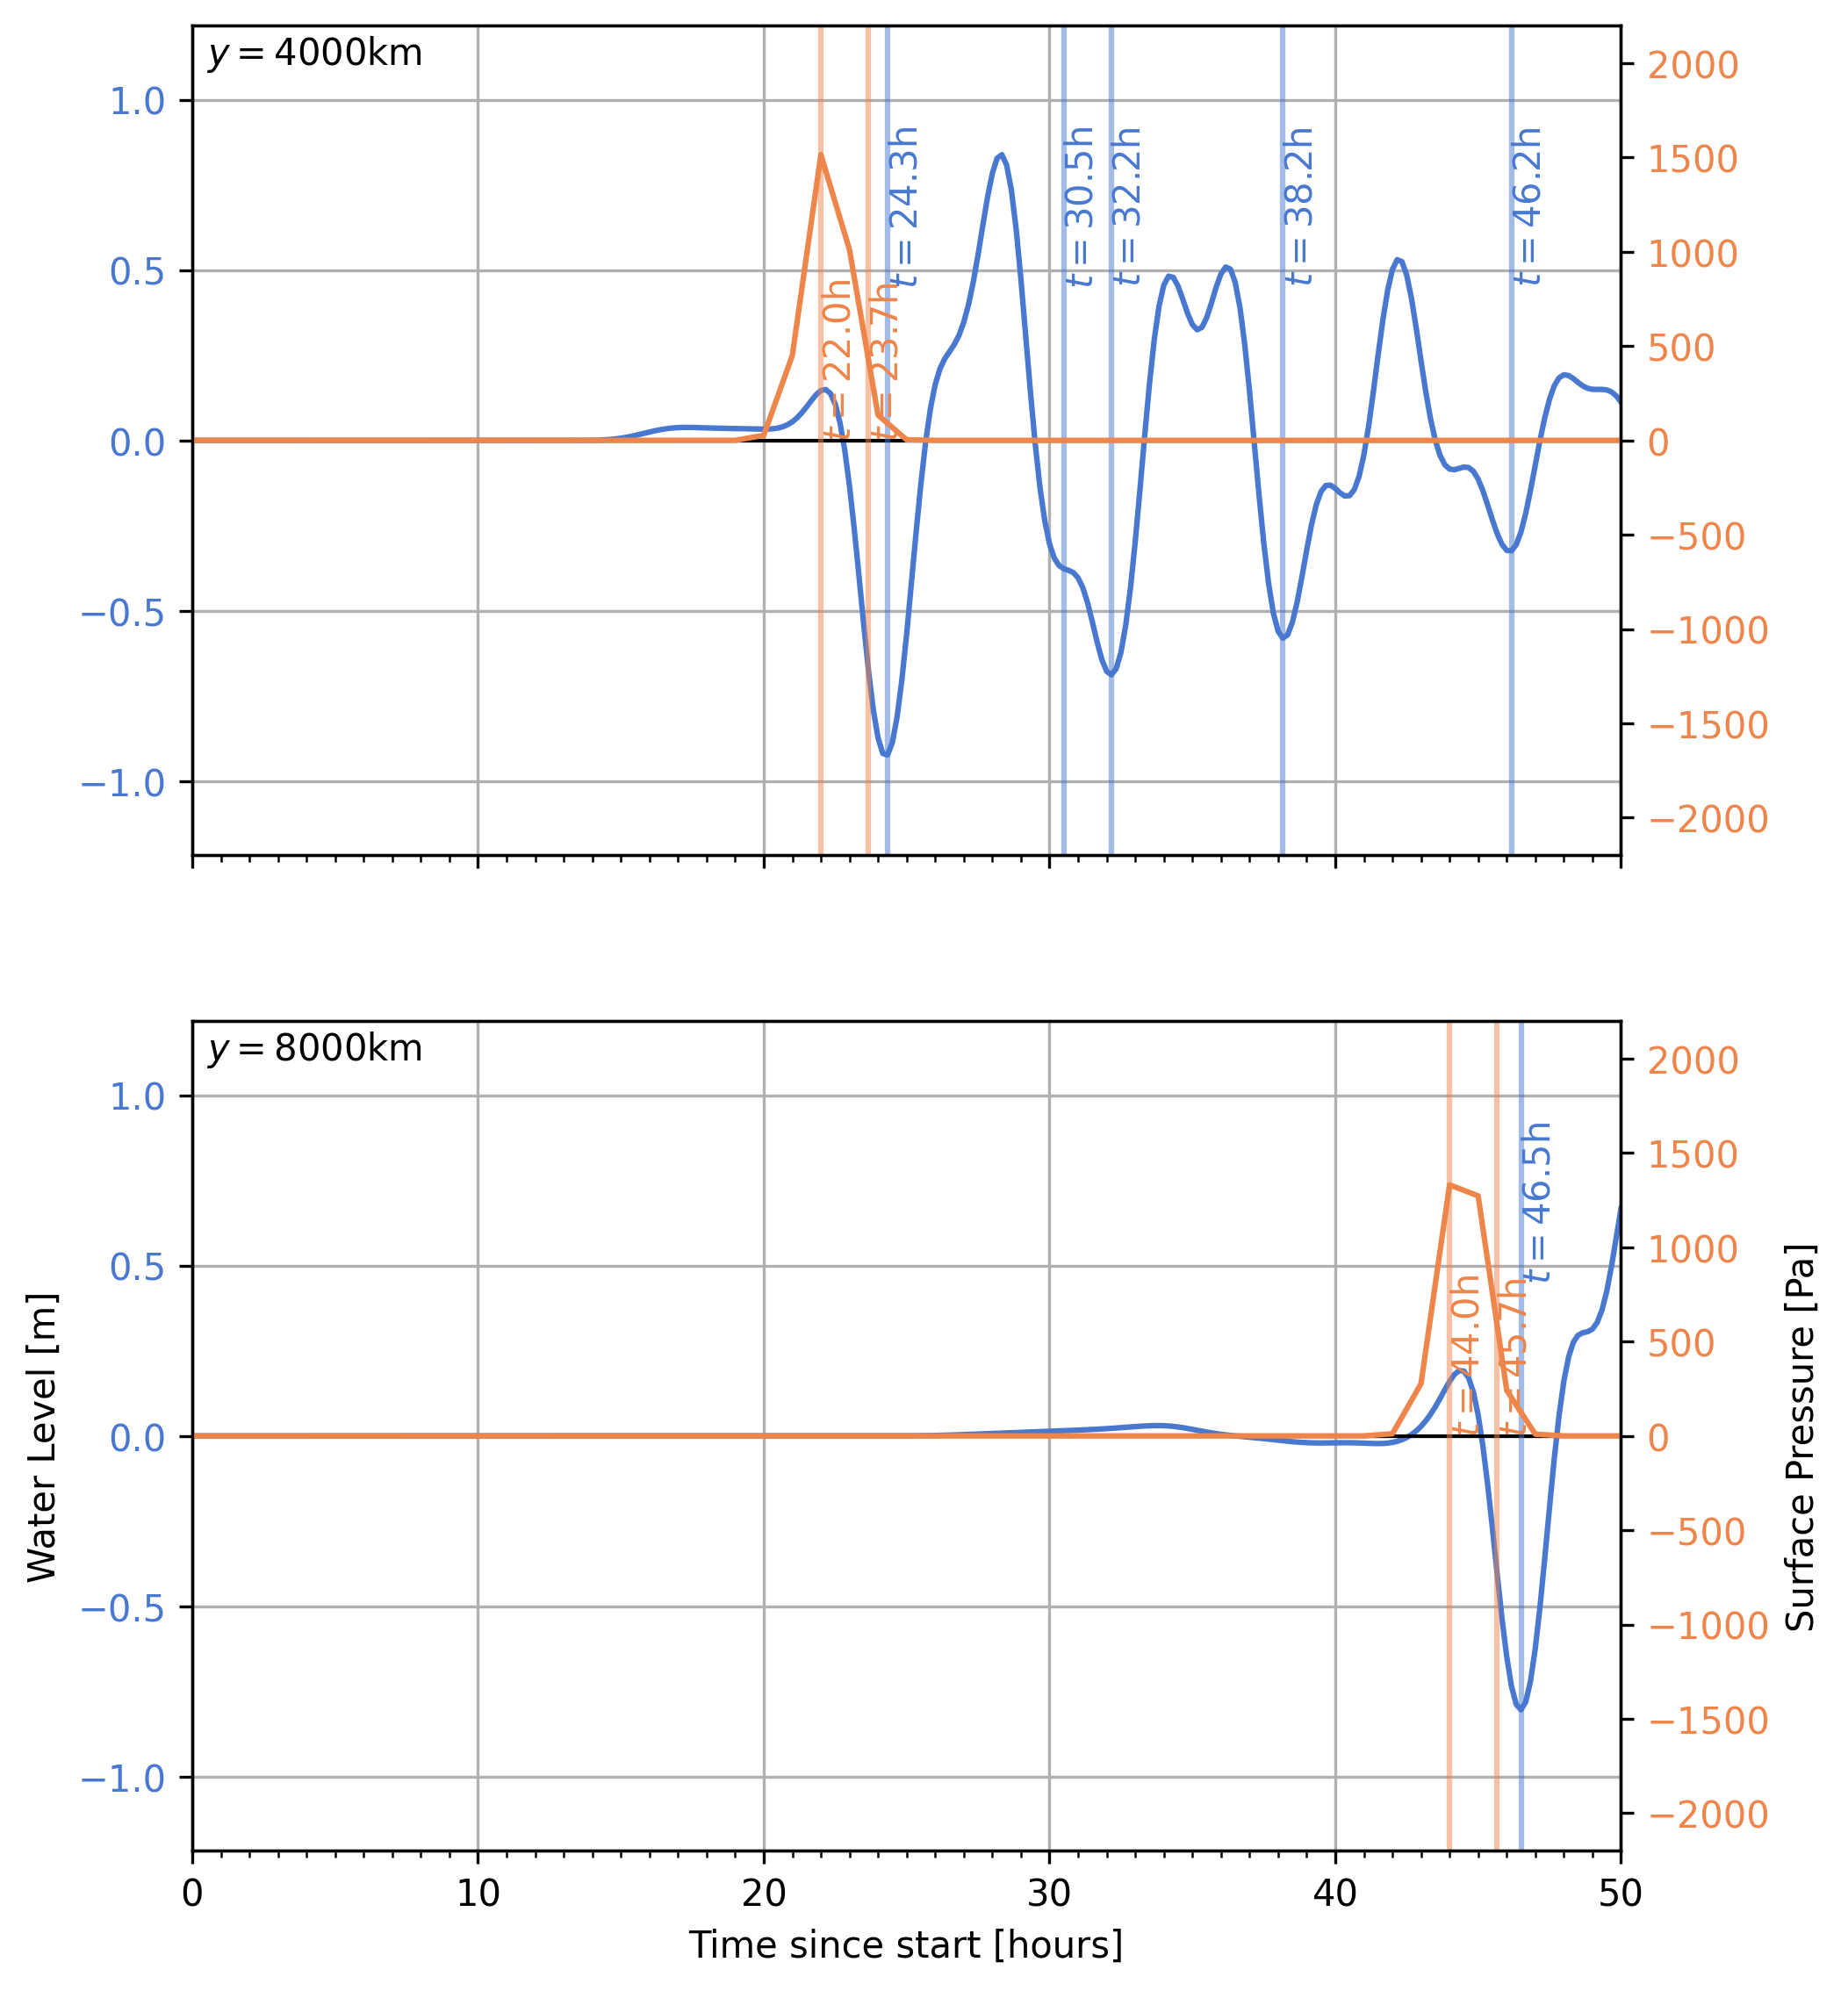 y = 4000km
1.0
0.5
0.0
−0.5
−1.0
t = 22.0h
t = 23.7h
t = 24.3h
t = 30.5h
t = 32.2h
t = 38.2h
t = 46.2h
2000
1500
1000
500
0
−500
−1000
−1500
−2000
y = 8000km
1.0
0.5
0.0
−0.5
−1.0
t = 44.0h
t = 45.7h
t = 46.5h
2000
1500
1000
500
0
−500
−1000
−1500
−2000
Water Level [m]
Surface Pressure [Pa]
0 10 20 30 40 50
Time since start [hours]